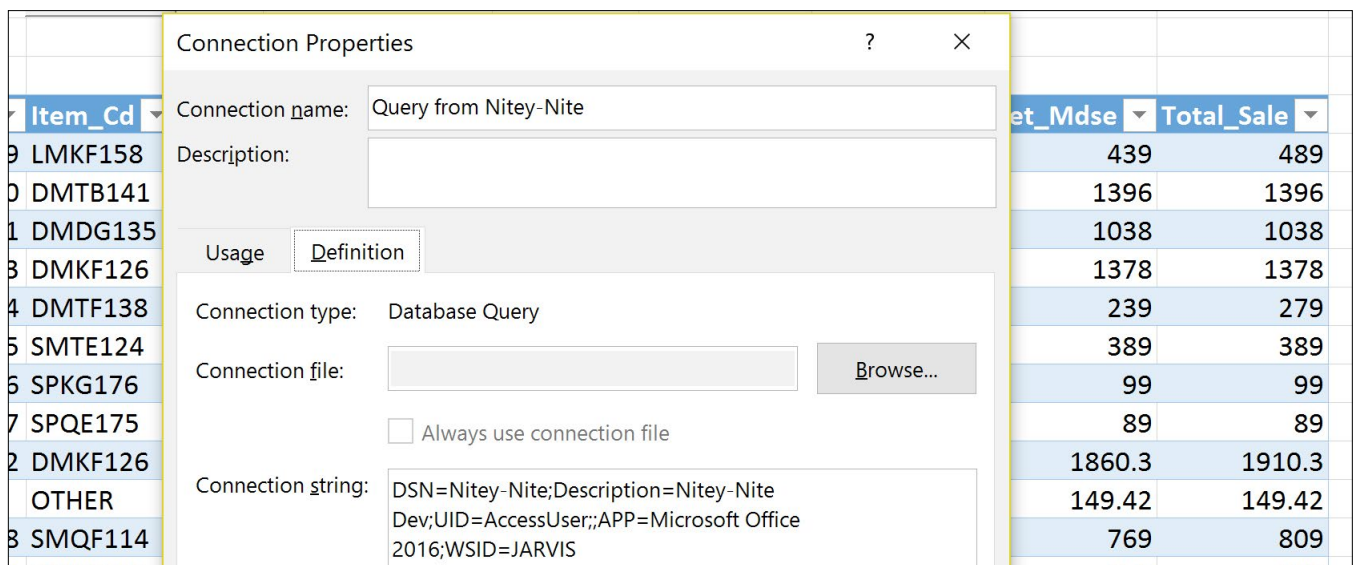 Connection Properties ? ×
Connection name: Query from Nitey-Nite
Description:
Usage Definition
Connection type: Database Query
Connection file: Browse...
Always use connection file
Connection string: DSN=Nitey-Nite;Description=Nitey-Nite
Dev;UID=AccessUser;;APP=Microsoft Office
2016;WSID=JARVIS
Item_Cd et_Mdse Total_Sale
9 LMKF158 439 489
0 DMTB141 1396 1396
1 DMDG135 1038 1038
3 DMKF126 1378 1378
4 DMTF138 239 279
5 SMTE124 389 389
6 SPKG176 99 99
7 SPQE175 89 89
2 DMKF126 1860.3 1910.3
OTHER 149.42 149.42
8 SMQF114 769 809